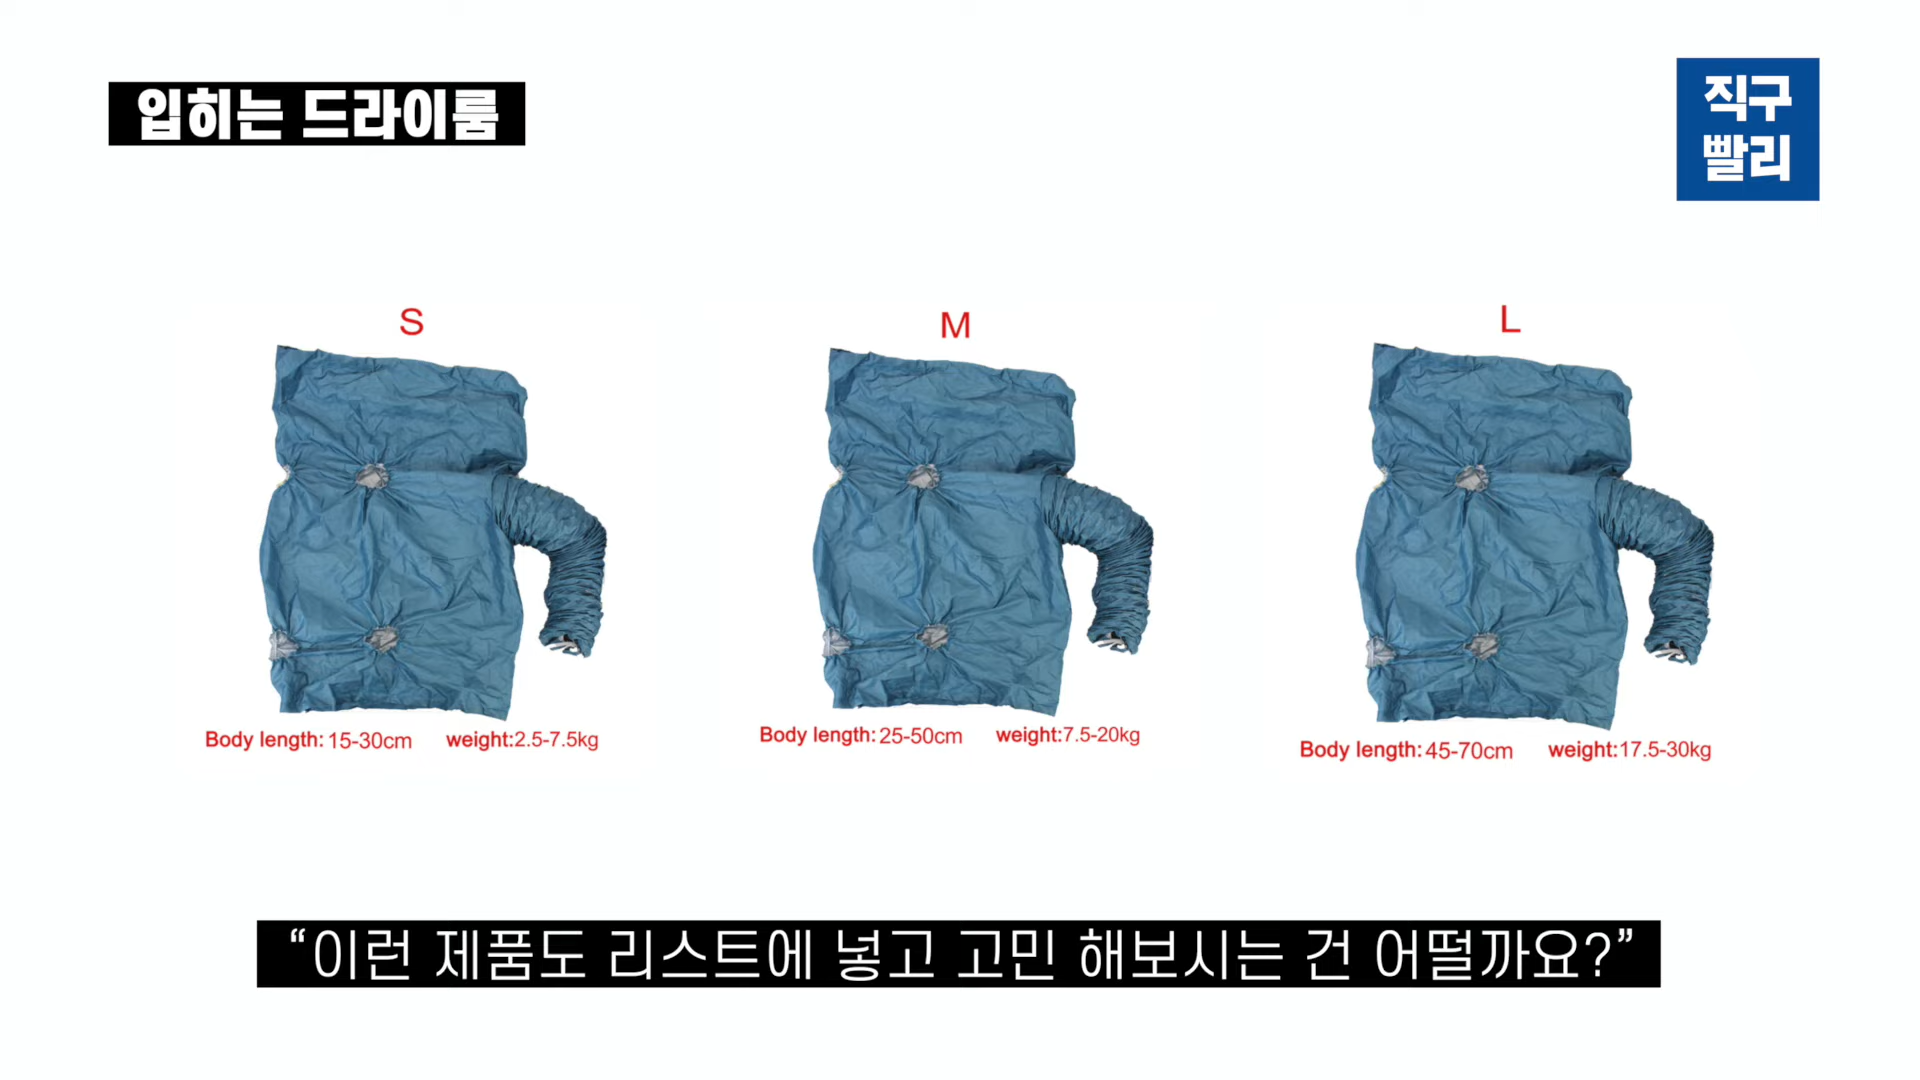 입히는 드라이룸
직구
빨리
S
M
L
Body length: 15-30cm weight:2.5-7.5kg
Body length: 25-50cm weight:7.5-20kg
Body length: 45-70cm weight:17.5-30kg
“이런 제품도 리스트에 넣고 고민 해보시는 건 어떨까요?”